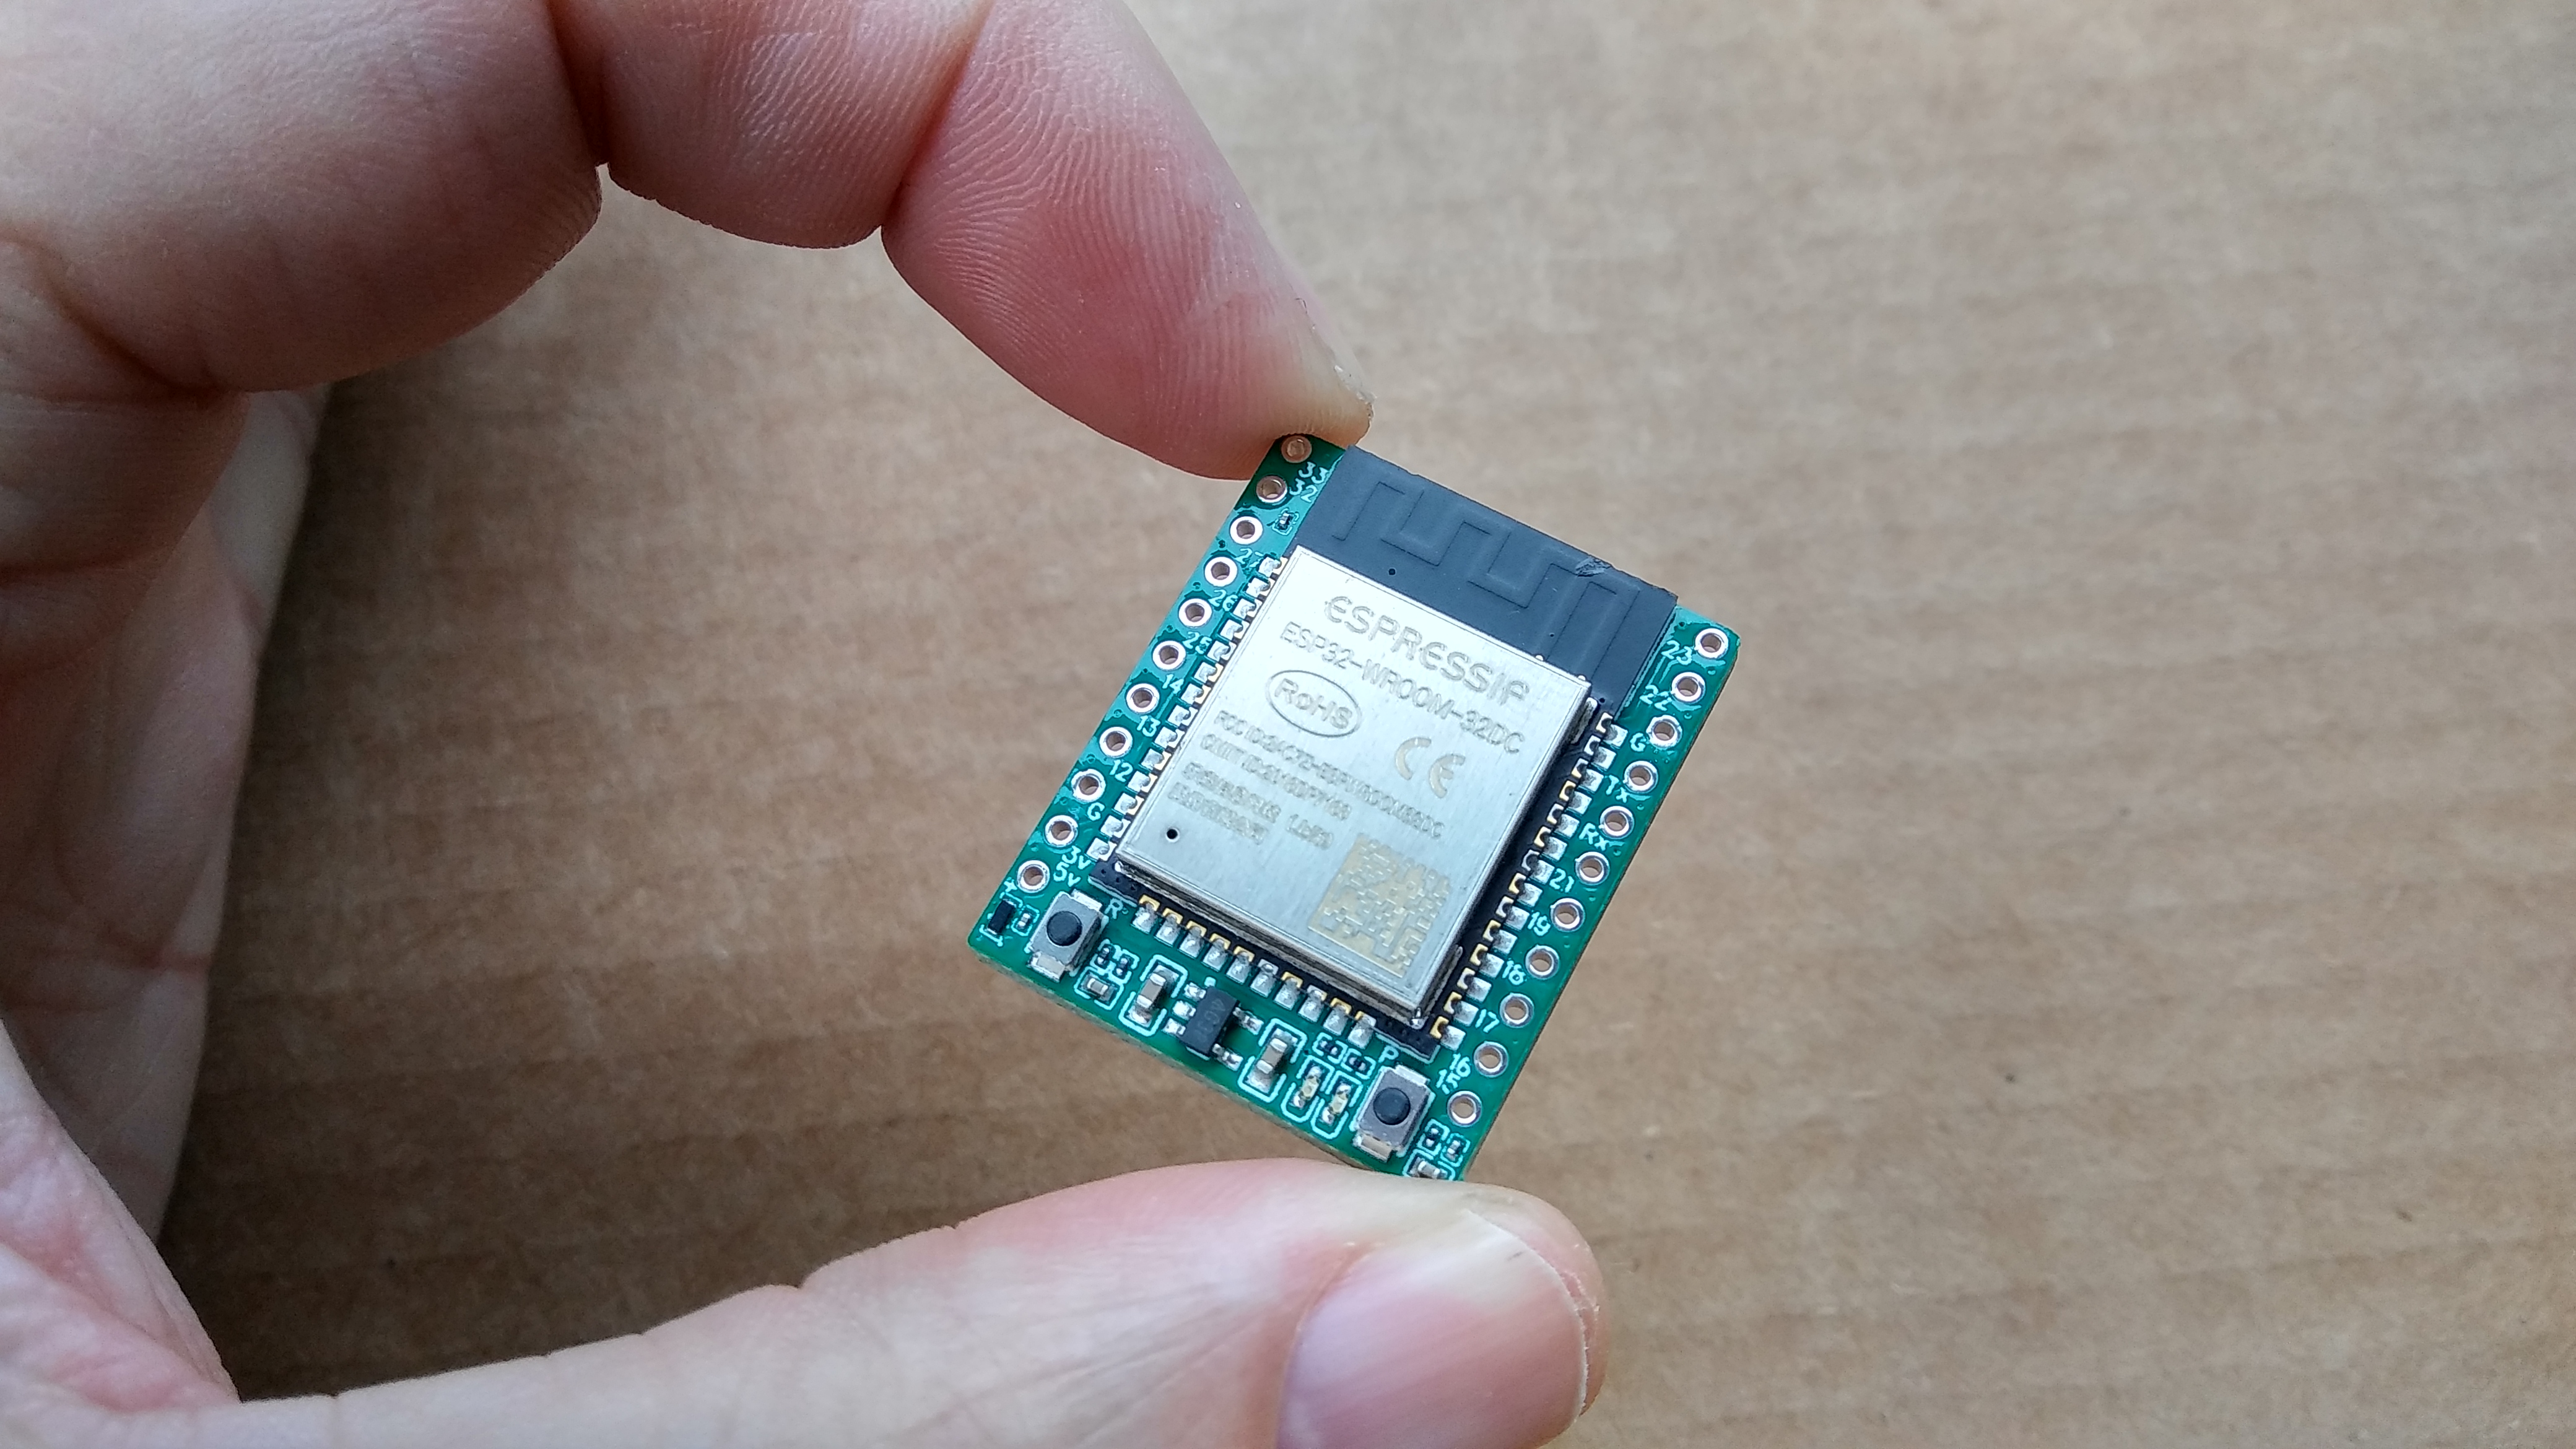 33
32
27
26
25
14
13
12
G
3v
5v
+
R
ESPRESSIF
ESP32-WROOM-32DC
RoHS
CE
23
22
G
Tx
Rx
21
19
18
17
16
15
P